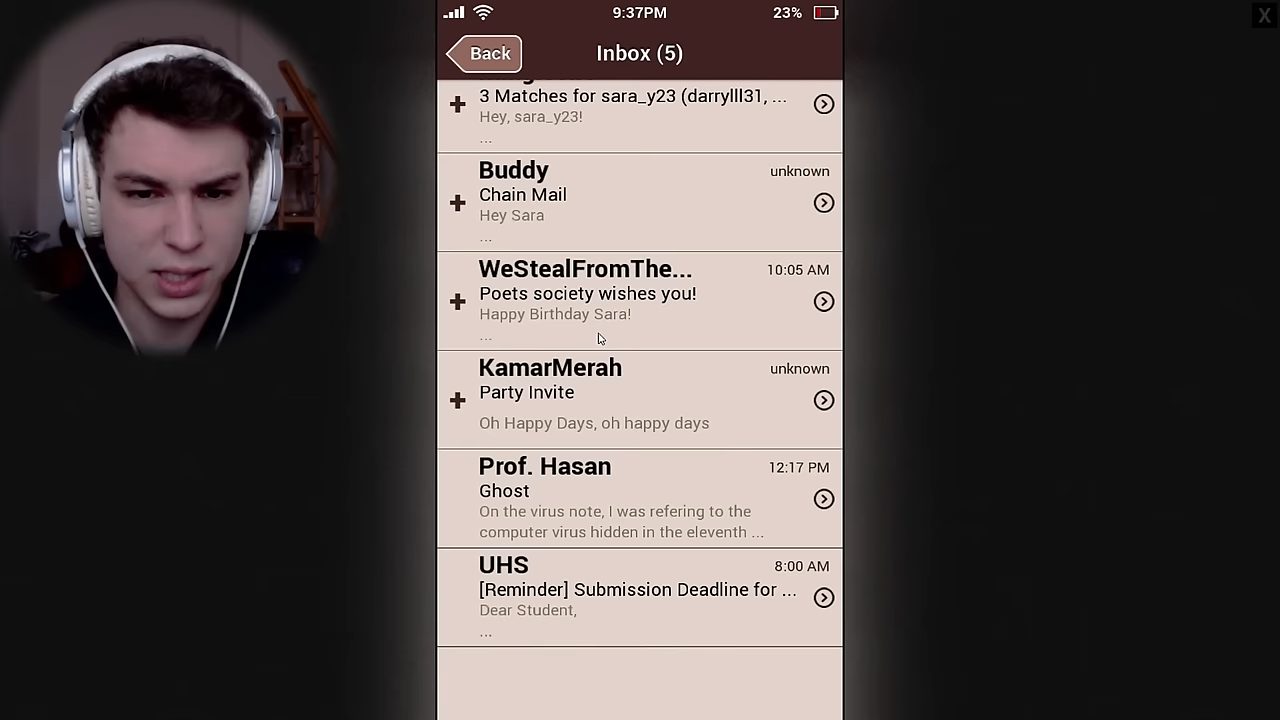 9:37PM
23%
X
Back
Inbox (5)
3 Matches for sara_y23 (darrylll31, ...
Hey, sara_y23!
...
Buddy
unknown
Chain Mail
Hey Sara
...
WeStealFromThe...
10:05 AM
Poets society wishes you!
Happy Birthday Sara!
...
KamarMerah
unknown
Party Invite
Oh Happy Days, oh happy days
Prof. Hasan
12:17 PM
Ghost
On the virus note, I was refering to the
computer virus hidden in the eleventh ...
UHS
8:00 AM
[Reminder] Submission Deadline for ...
Dear Student,
...